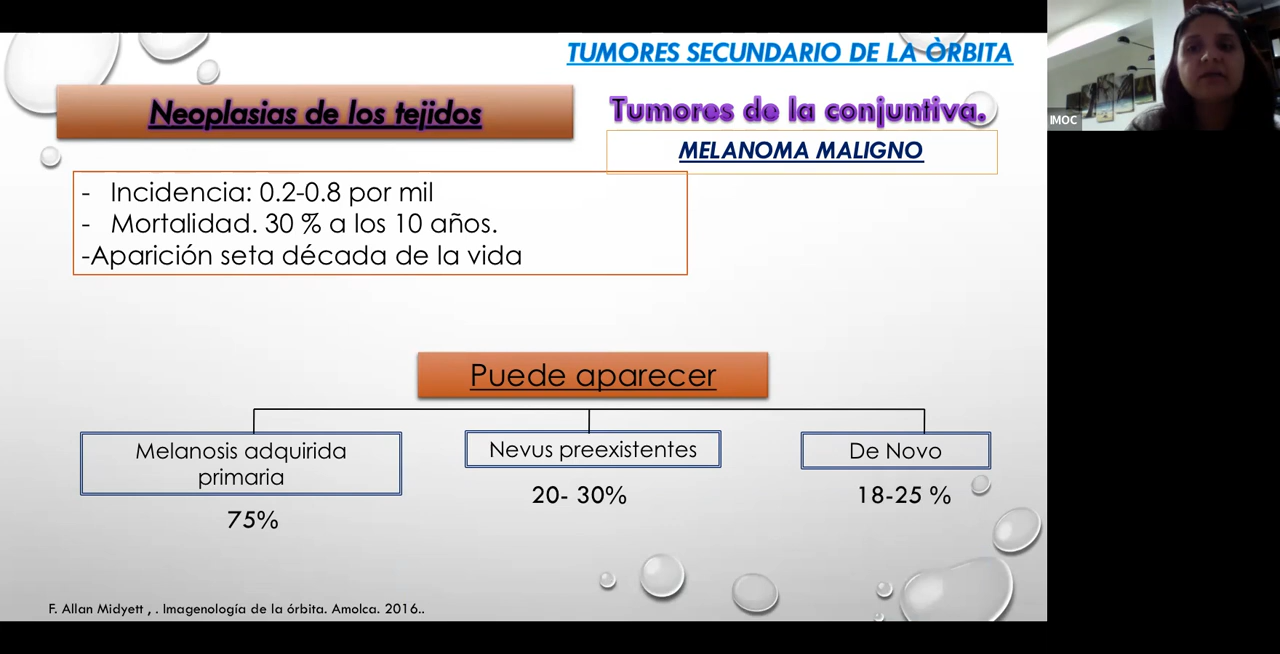 TUMORES SECUNDARIO DE LA ÒRBITA
Neoplasias de los tejidos
Tumores de la conjuntiva.
MELANOMA MALIGNO
- Incidencia: 0.2-0.8 por mil
- Mortalidad. 30 % a los 10 años.
-Aparición seta década de la vida
Puede aparecer
Melanosis adquirida
primaria
75%
Nevus preexistentes
20- 30%
De Novo
18-25 %
F. Allan Midyett , . Imagenología de la órbita. Amolca. 2016..
IMOC